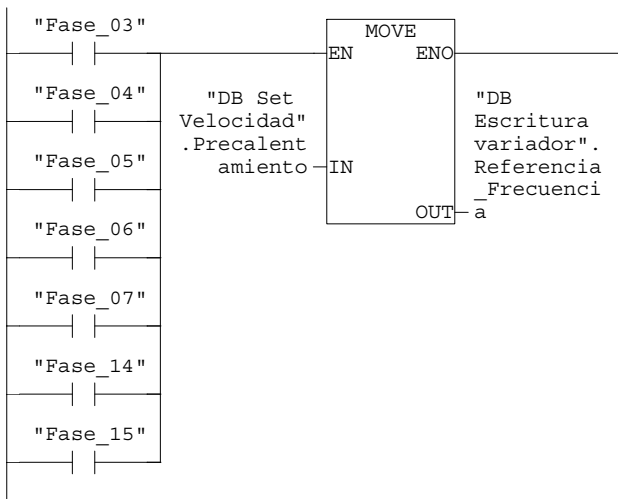 "Fase_03"
MOVE
EN ENO
"Fase_04"
"DB Set
Velocidad"
.Precalent
amiento
IN
"DB
Escritura
variador".
Referencia
_Frecuenci
a
OUT
"Fase_05"
"Fase_06"
"Fase_07"
"Fase_14"
"Fase_15"